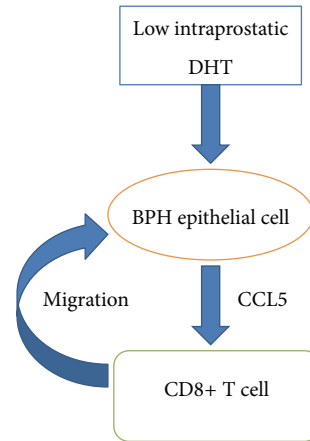 Low intraprostatic
DHT
BPH epithelial cell
Migration
CCL5
CD8+ T cell